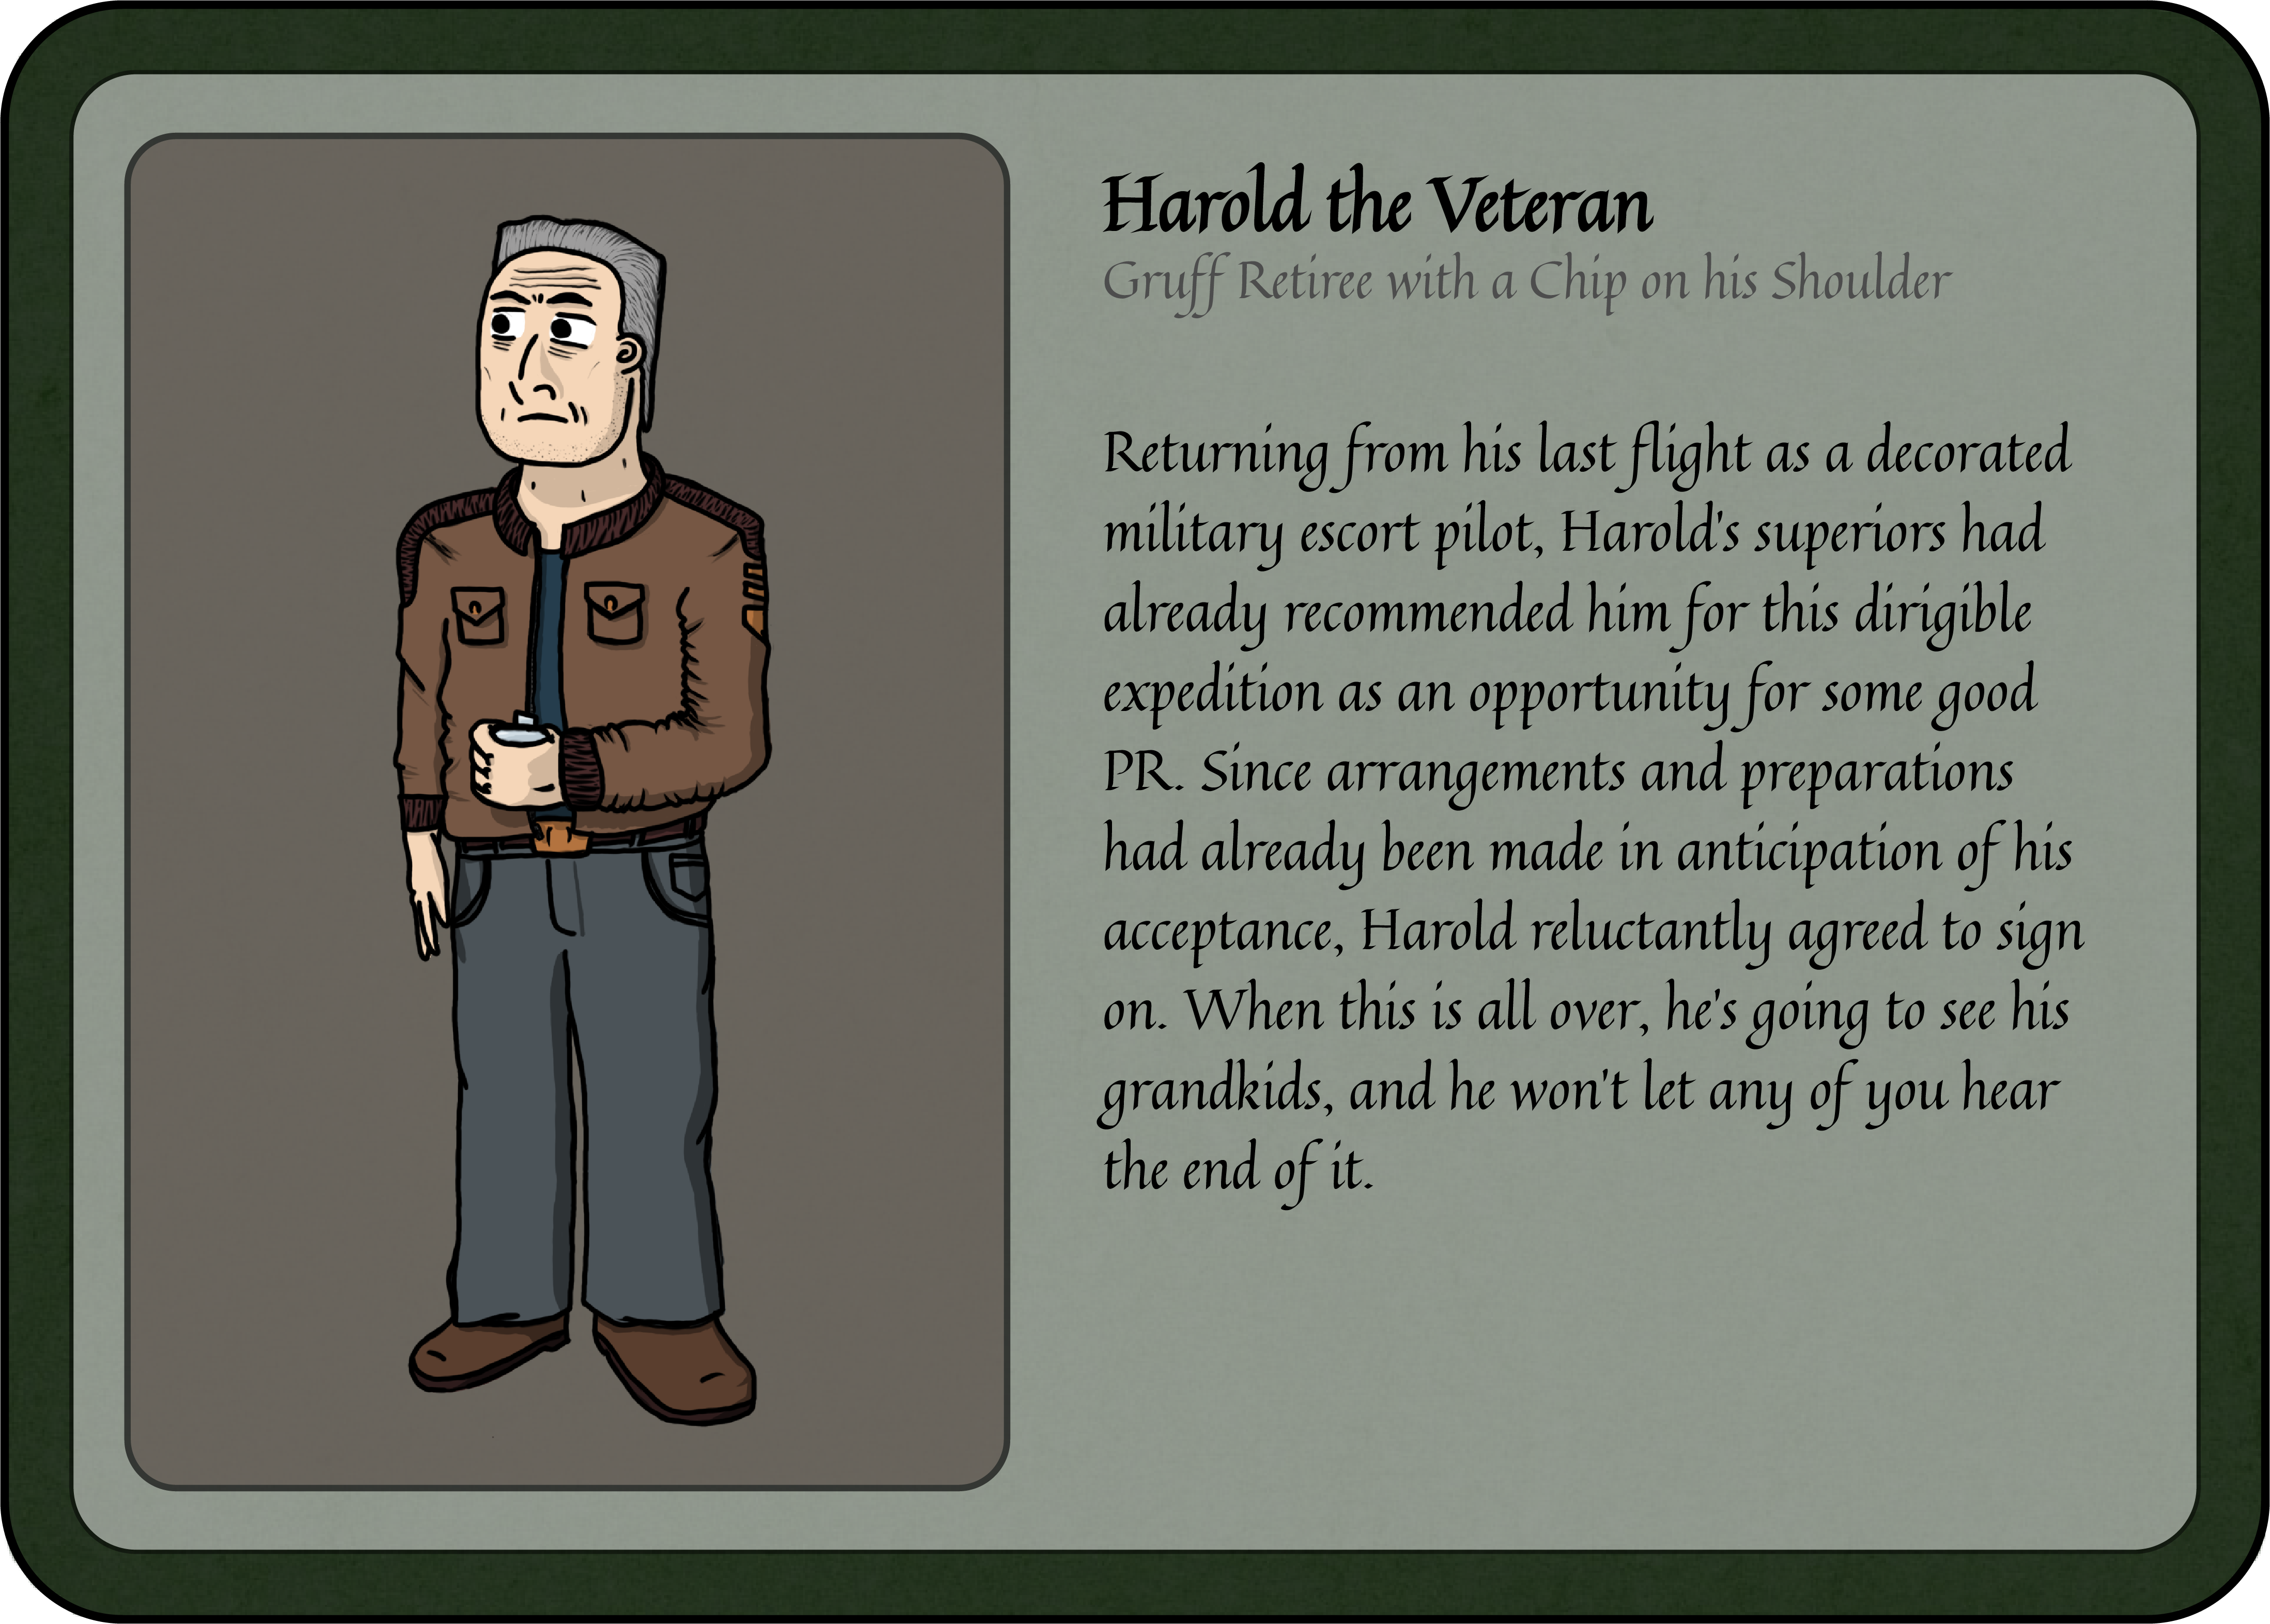 Harold the Veteran
Gruff Retiree with a Chip on his Shoulder
Returning from his last flight as a decorated
military escort pilot, Harold's superiors had
already recommended him for this dirigible
expedition as an opportunity for some good
PR. Since arrangements and preparations
had already been made in anticipation of his
acceptance, Harold reluctantly agreed to sign
on. When this is all over, he's going to see his
grandkids, and he won't let any of you hear
the end of it.